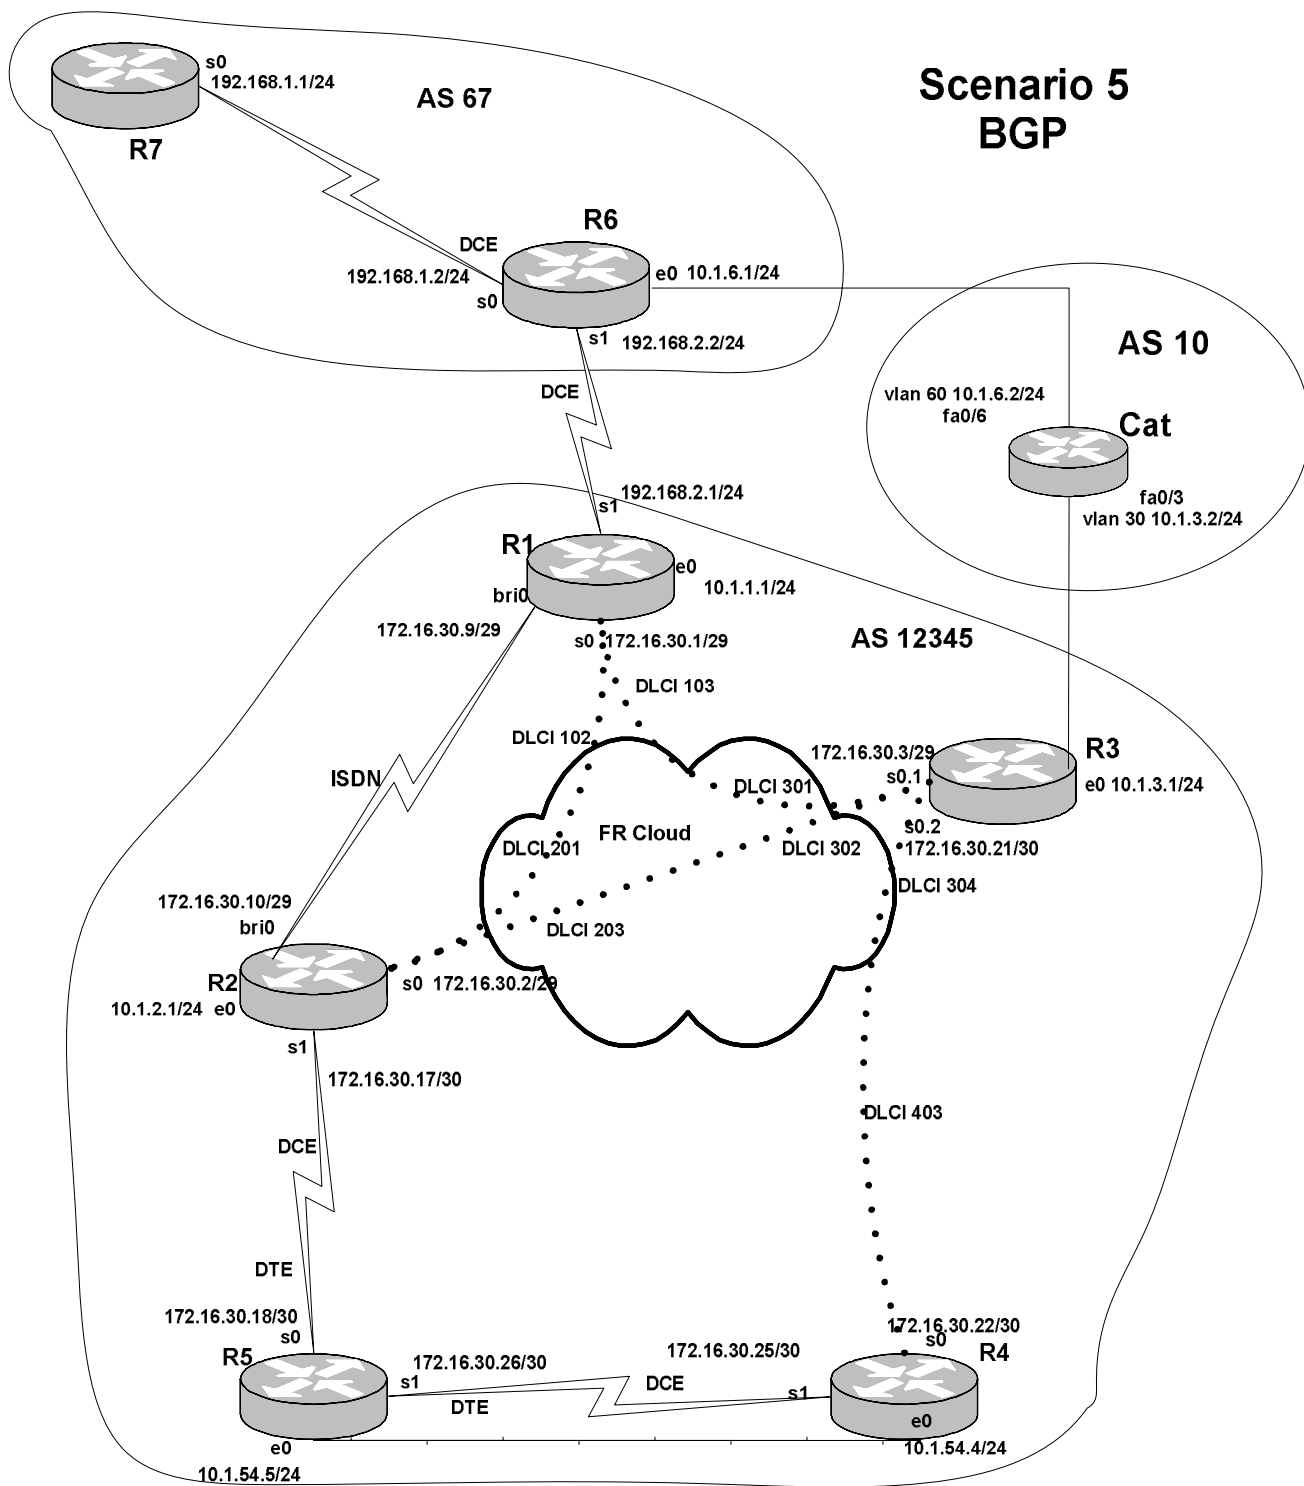 s0
192.168.1.1/24
AS 67
Scenario 5
BGP
R7
R6
DCE
192.168.1.2/24
s0
e0 10.1.6.1/24
s1 192.168.2.2/24
AS 10
DCE
vlan 60 10.1.6.2/24
fa0/6
Cat
fa0/3
vlan 30 10.1.3.2/24
192.168.2.1/24
s1
R1
e0
10.1.1.1/24
bri0
172.16.30.9/29
s0 172.16.30.1/29
AS 12345
DLCI 103
DLCI 102
ISDN
172.16.30.3/29
R3
s0.1
e0 10.1.3.1/24
DLCI 301
s0.2
FR Cloud
DLCI 201
DLCI 302
172.16.30.21/30
DLCI 304
172.16.30.10/29
bri0
DLCI 203
R2
s0 172.16.30.2/29
10.1.2.1/24 e0
s1
172.16.30.17/30
DLCI 403
DCE
DTE
172.16.30.18/30
s0
172.16.30.22/30
s0
R5
172.16.30.26/30
172.16.30.25/30
R4
s1
DCE
s1
DTE
e0
e0
10.1.54.4/24
10.1.54.5/24